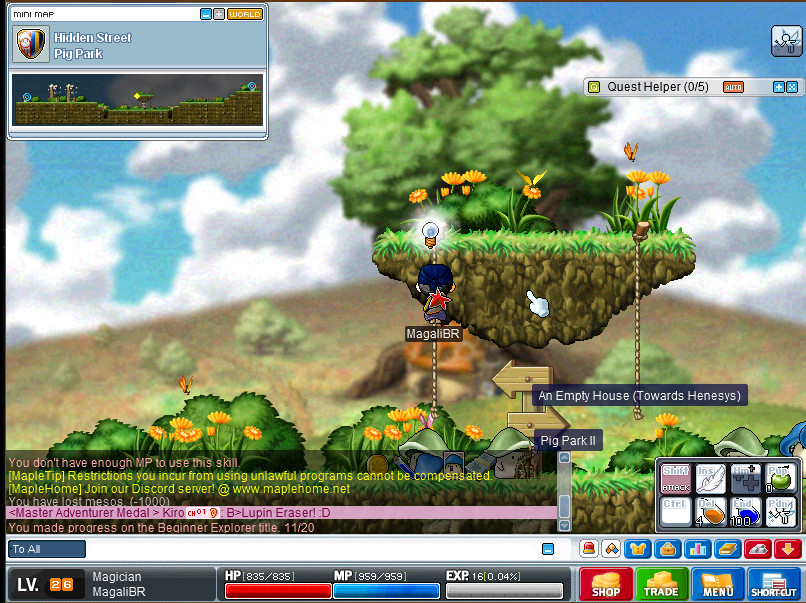 MINI MAP
WORLD
Hidden Street
Pig Park
Quest Helper (0/5)
AUTO
MagaliBR
An Empty House (Towards Henesys)
Pig Park II
You don't have enough MP to use this skill.
[MapleTip] Restrictions you incur from using unlawful programs cannot be compensated
[MapleHome] Join our Discord server! @ www.maplehome.net
You have lost mesos. (-1000)
<Master Adventurer Medal > Kiro CH 01 : B>Lupin Eraser! :D
You made progress on the Beginner Explorer title. 11/20
Shift Ins Hm Pup
ATTACK 0
Ctrl Del End Pdn
4 100
To All
LV. 26
Magician
MagaliBR
HP [835/835] MP [959/959] EXP. 16[0.04%]
SHOP TRADE MENU SHORTCUT